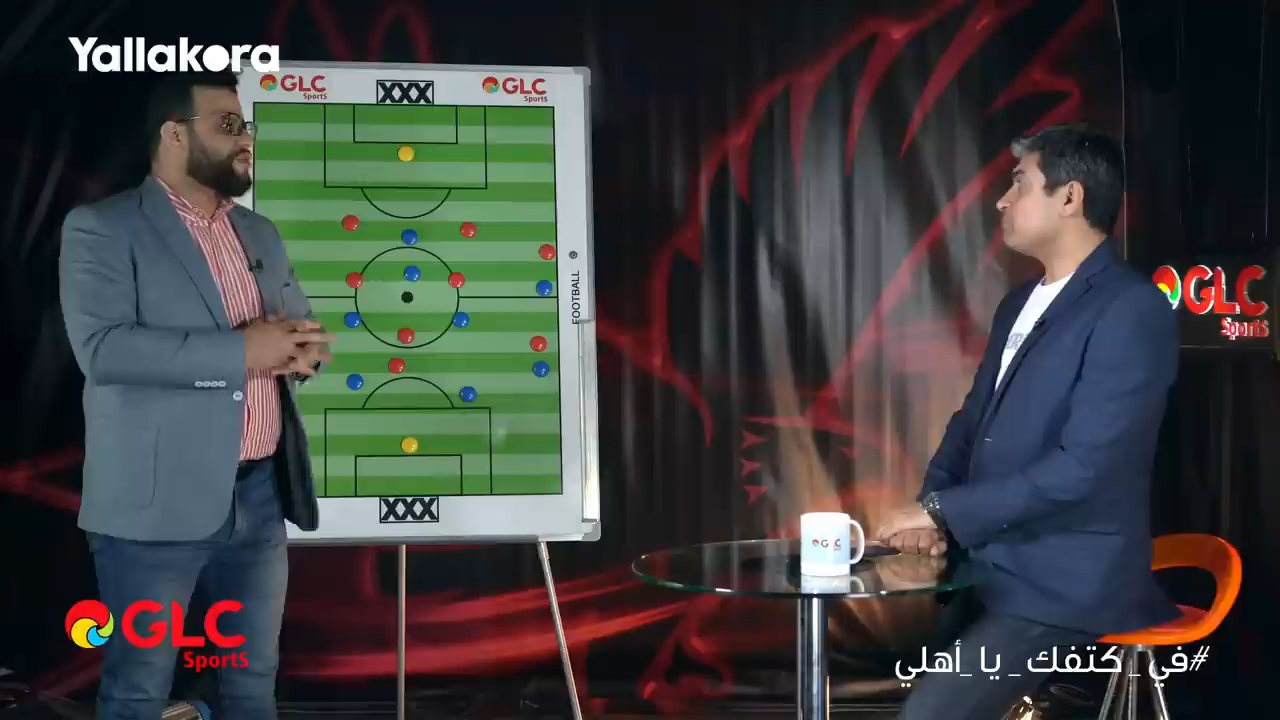 Yallakora
GLC
Sports
XXX
GLC
Sports
FOOTBALL
XXX
GLC
Sports
GLC
GLC
Sports
#في_كتفك_يا_أهلي